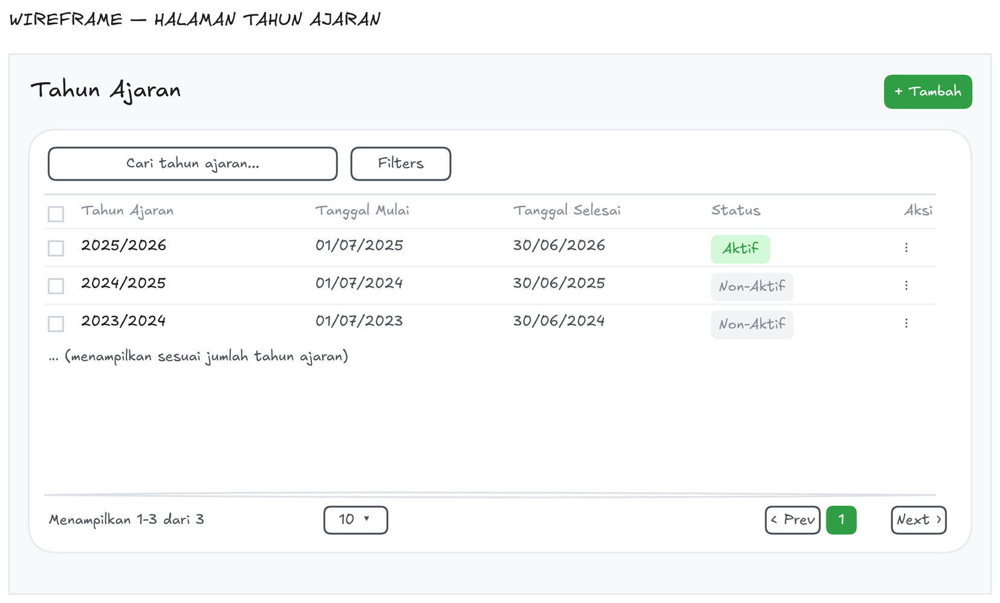 WIREFRAME — HALAMAN TAHUN AJARAN
Tahun Ajaran
+ Tambah
Cari tahun ajaran...
Filters
Tahun Ajaran Tanggal Mulai Tanggal Selesai Status Aksi
2025/2026 01/07/2025 30/06/2026 Aktif ⋮
2024/2025 01/07/2024 30/06/2025 Non-Aktif ⋮
2023/2024 01/07/2023 30/06/2024 Non-Aktif ⋮
... (menampilkan sesuai jumlah tahun ajaran)
Menampilkan 1-3 dari 3 10 ▾ ‹ Prev 1 Next ›